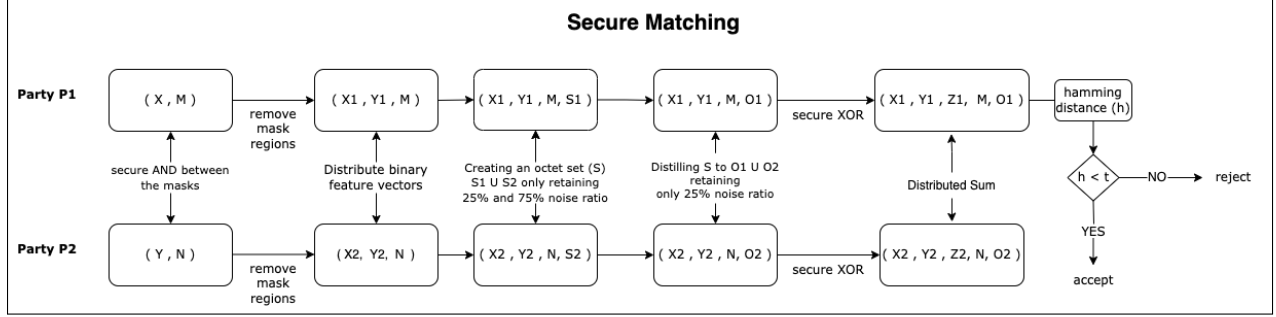 Secure Matching
Party P1
( X , M )
remove
mask
regions
( X1 , Y1 , M )
( X1 , Y1 , M, S1 )
( X1 , Y1 , M, O1 )
secure XOR
( X1 , Y1 , Z1, M, O1 )
hamming
distance (h)
secure AND between
the masks
Distribute binary
feature vectors
Creating an octet set (S)
S1 U S2 only retaining
25% and 75% noise ratio
Distilling S to O1 U O2
retaining
only 25% noise ratio
Distributed Sum
h < t
NO
reject
YES
accept
Party P2
( Y , N )
remove
mask
regions
( X2, Y2, N )
( X2 , Y2 , N, S2 )
( X2 , Y2 , N, O2 )
secure XOR
( X2 , Y2 , Z2, N, O2 )